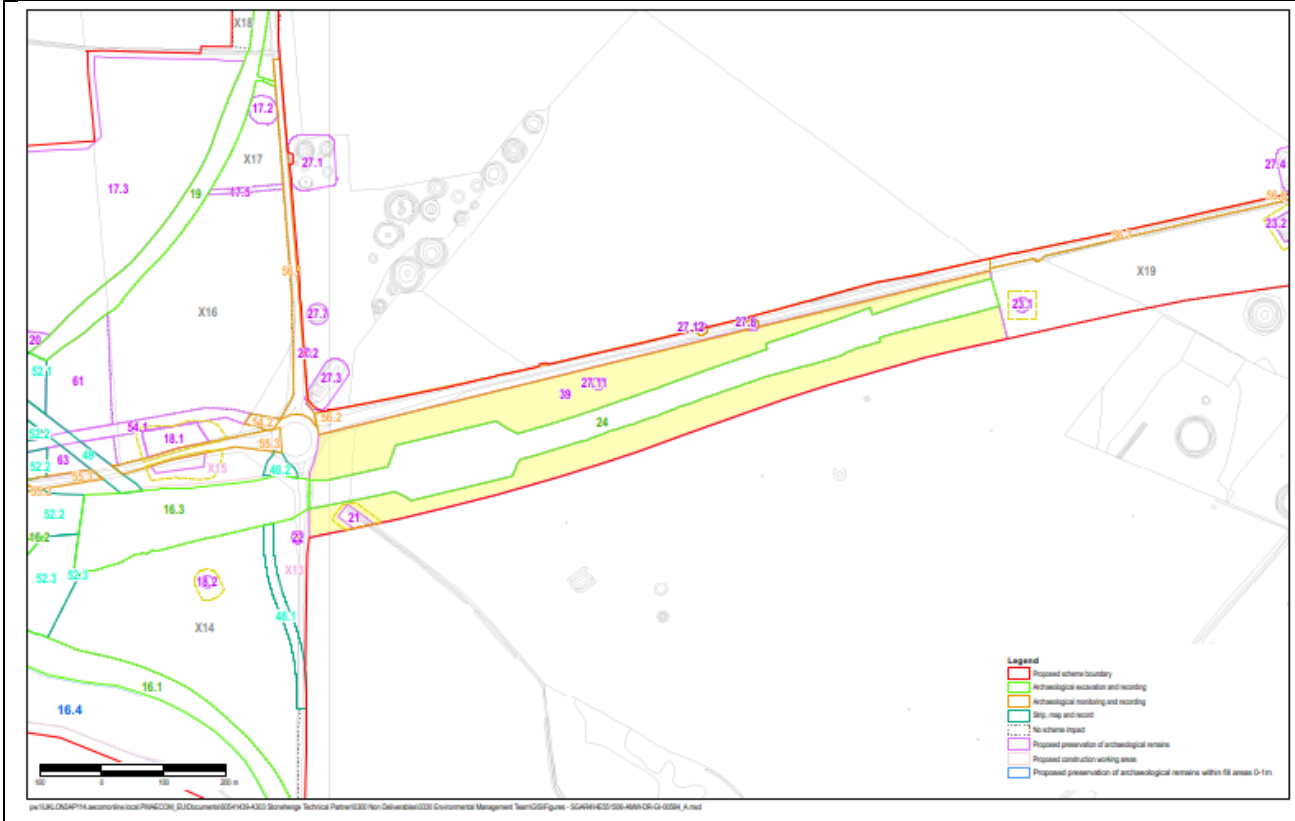 X18
17.2
X17
27.1
27.4
17.3
19
17.5
56.1
X19
23.2
X16
27.7
23.1
27.12
27.2
27.3
20
52.1
61
39
27.11
56.2
24
54.1
54.2
18.1
55.3
52.2
49
63
52.2
X15
48.2
55.1
16.3
52.2
21
16.2
22
52.3
52.3
18.2
X13
48.1
X14
16.1
16.4
Legend
Proposed scheme boundary
Archaeological excavation and recording
Archaeological monitoring and recording
Strip, map and record
No scheme impact
Proposed preservation of archaeological remains
Proposed construction working areas
Proposed preservation of archaeological remains within fill areas 0-1m
100 0 100 200 m